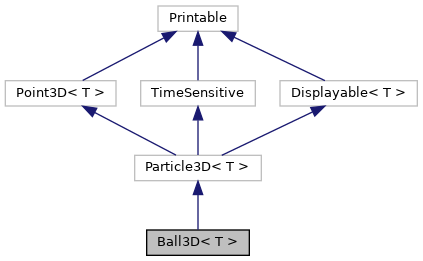 Printable
Point3D< T >
TimeSensitive
Displayable< T >
Particle3D< T >
Ball3D< T >